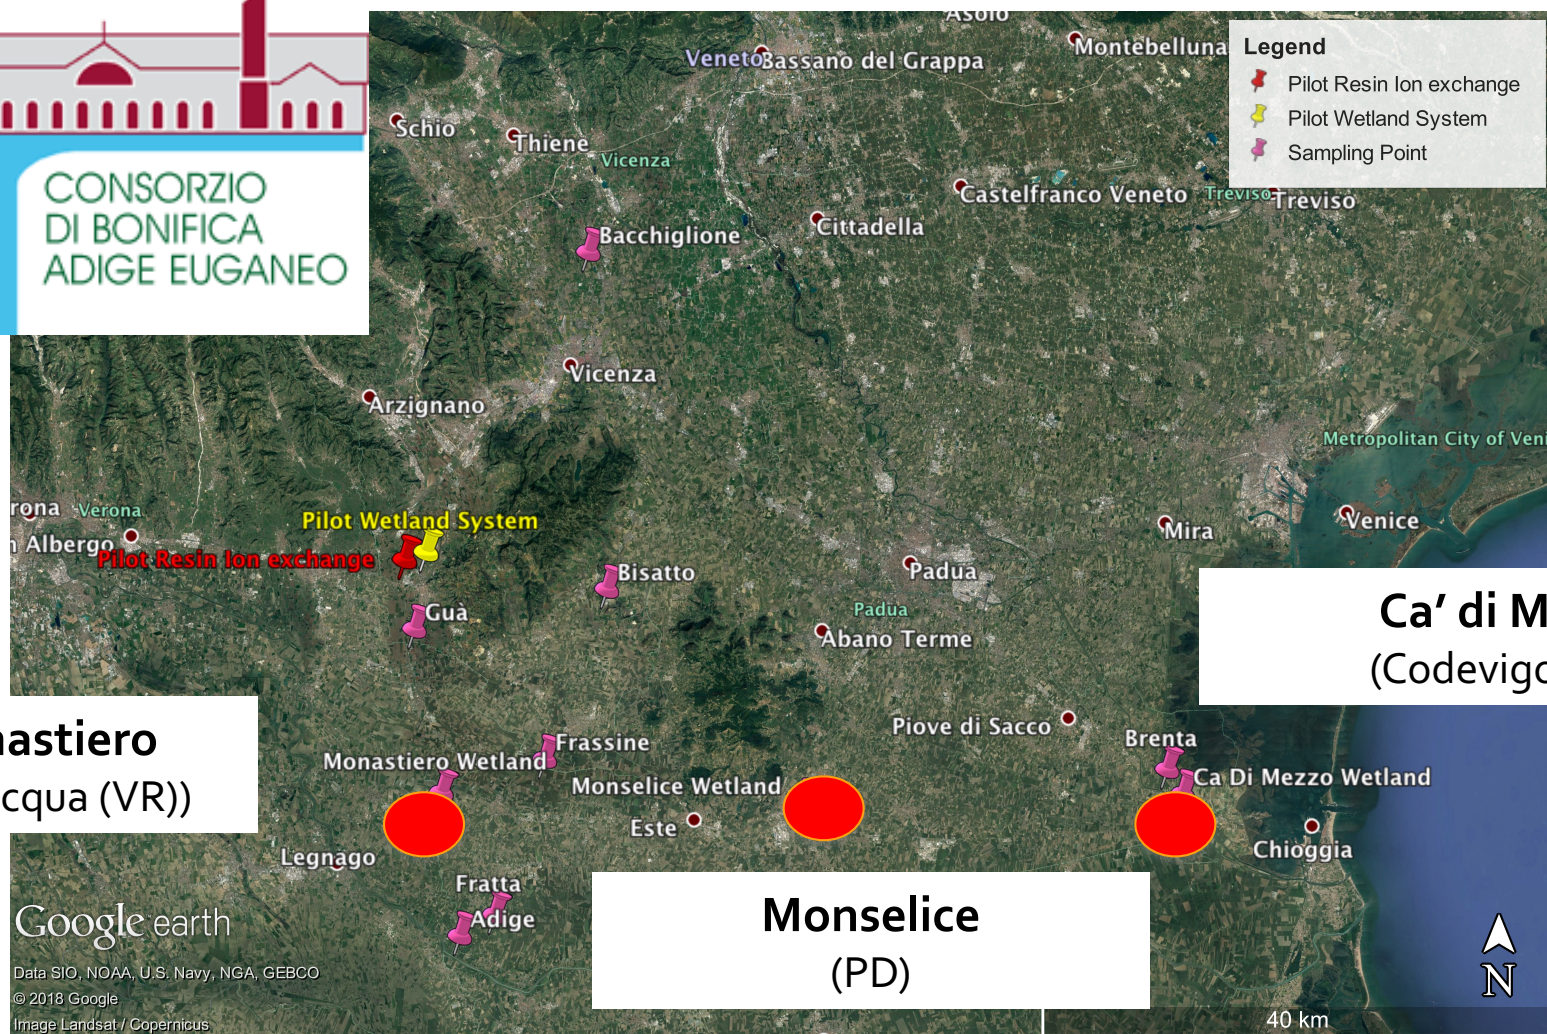 CONSORZIO
DI BONIFICA
ADIGE EUGANEO
Asolo
Montebelluna
Veneto
Bassano del Grappa
Legend
Pilot Resin Ion exchange
Pilot Wetland System
Sampling Point
Schio
Thiene
Vicenza
Castelfranco Veneto
Treviso
Treviso
Cittadella
Bacchiglione
Vicenza
Arzignano
Metropolitan City of Veni
rona
Verona
n Albergo
Pilot Wetland System
Pilot Resin Ion exchange
Mira
Venice
Bisatto
Padua
Padua
Guà
Abano Terme
Ca’ di M
(Codevigo
Piove di Sacco
Brenta
nastiero
cqua (VR))
Frassine
Monastiero Wetland
Monselice Wetland
Ca Di Mezzo Wetland
Este
Chioggia
Legnago
Fratta
Adige
Monselice
(PD)
Google earth
Data SIO, NOAA, U.S. Navy, NGA, GEBCO
© 2018 Google
Image Landsat / Copernicus
N
40 km